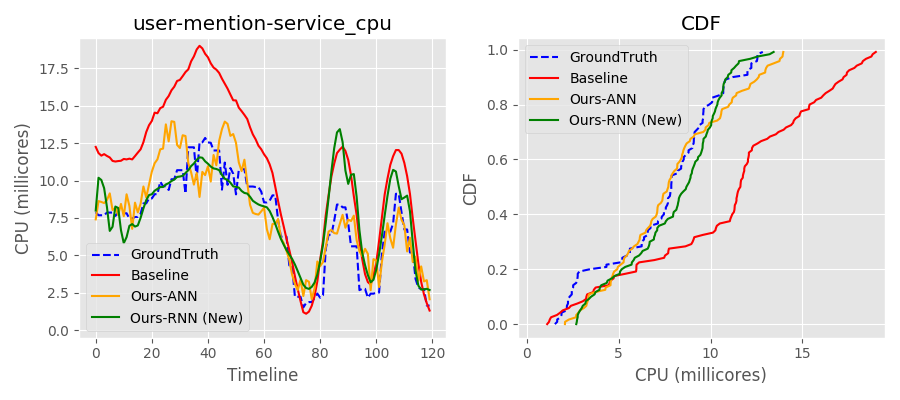 user-mention-service_cpu
17.5
15.0
12.5
10.0
7.5
5.0
2.5
0.0
CPU (millicores)
GroundTruth
Baseline
Ours-ANN
Ours-RNN (New)
0 20 40 60 80 100 120
Timeline
CDF
1.0
0.8
0.6
0.4
0.2
0.0
CDF
GroundTruth
Baseline
Ours-ANN
Ours-RNN (New)
0 5 10 15
CPU (millicores)